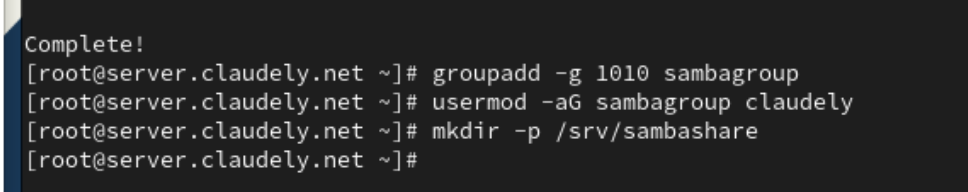 Complete!
[root@server.claudely.net ~]# groupadd -g 1010 sambagroup
[root@server.claudely.net ~]# usermod -aG sambagroup claudely
[root@server.claudely.net ~]# mkdir -p /srv/sambashare
[root@server.claudely.net ~]#